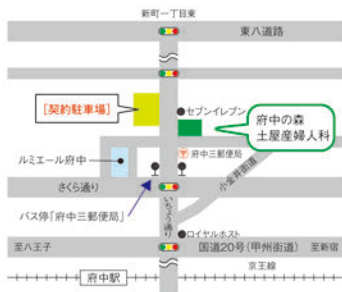 新町一丁目東
東八道路
[契約駐車場]
セブンイレブン
府中の森
土屋産婦人科
府中三郵便局
ルミエール府中
小金井街道
さくら通り
バス停「府中三郵便局」
いちょう通り
ロイヤルホスト
至八王子
国道20号(甲州街道)
至新宿
京王線
府中駅